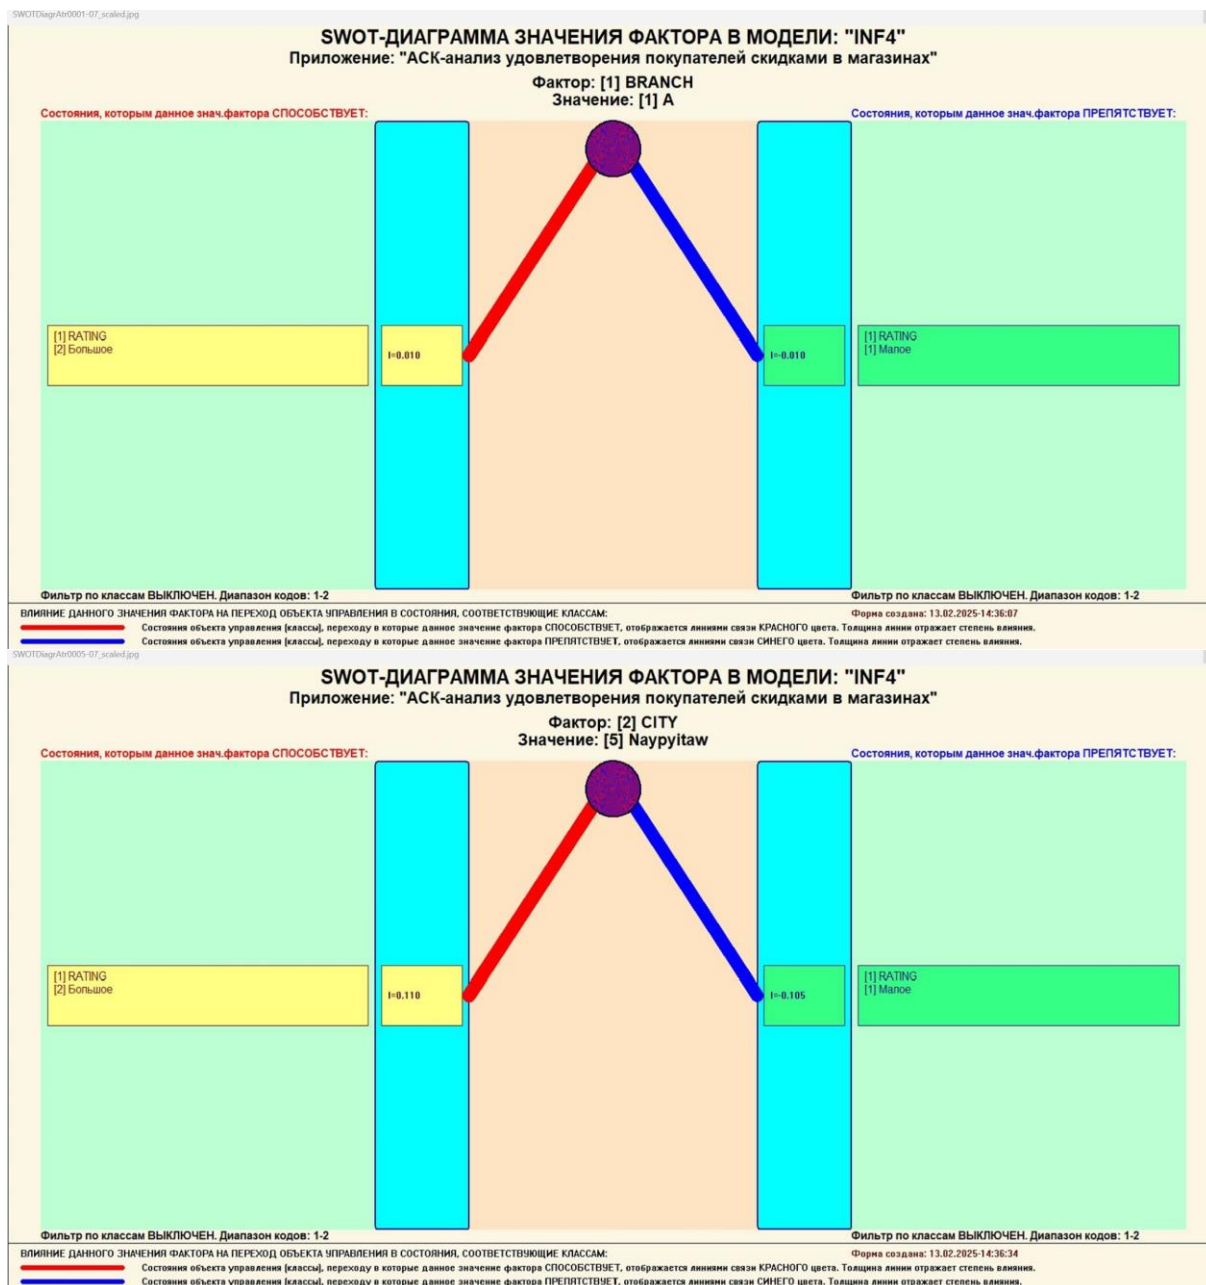 SWOTDiagrAtr0001-07_scaled.jpg
SWOT-ДИАГРАММА ЗНАЧЕНИЯ ФАКТОРА В МОДЕЛИ: "INF4"
Приложение: "АСК-анализ удовлетворения покупателей скидками в магазинах"
Фактор: [1] BRANCH
Значение: [1] A
Состояния, которым данное знач.фактора СПОСОБСТВУЕТ:
Состояния, которым данное знач.фактора ПРЕПЯТСТВУЕТ:
[1] RATING
[2] Большое
I=0.010
I=-0.010
[1] RATING
[1] Малое
Фильтр по классам ВЫКЛЮЧЕН. Диапазон кодов: 1-2
Фильтр по классам ВЫКЛЮЧЕН. Диапазон кодов: 1-2
ВЛИЯНИЕ ДАННОГО ЗНАЧЕНИЯ ФАКТОРА НА ПЕРЕХОД ОБЪЕКТА УПРАВЛЕНИЯ В СОСТОЯНИЯ, СООТВЕТСТВУЮЩИЕ КЛАССАМ:
Форма создана: 13.02.2025-14:36:07
Состояния объекта управления [классы], переходу в которые данное значение фактора СПОСОБСТВУЕТ, отображается линиями связи КРАСНОГО цвета. Толщина линии отражает степень влияния.
Состояния объекта управления [классы], переходу в которые данное значение фактора ПРЕПЯТСТВУЕТ, отображается линиями связи СИНЕГО цвета. Толщина линии отражает степень влияния.
SWOTDiagrAtr0005-07_scaled.jpg
SWOT-ДИАГРАММА ЗНАЧЕНИЯ ФАКТОРА В МОДЕЛИ: "INF4"
Приложение: "АСК-анализ удовлетворения покупателей скидками в магазинах"
Фактор: [2] CITY
Значение: [5] Naypyitaw
Состояния, которым данное знач.фактора СПОСОБСТВУЕТ:
Состояния, которым данное знач.фактора ПРЕПЯТСТВУЕТ:
[1] RATING
[2] Большое
I=0.110
I=-0.105
[1] RATING
[1] Малое
Фильтр по классам ВЫКЛЮЧЕН. Диапазон кодов: 1-2
Фильтр по классам ВЫКЛЮЧЕН. Диапазон кодов: 1-2
ВЛИЯНИЕ ДАННОГО ЗНАЧЕНИЯ ФАКТОРА НА ПЕРЕХОД ОБЪЕКТА УПРАВЛЕНИЯ В СОСТОЯНИЯ, СООТВЕТСТВУЮЩИЕ КЛАССАМ:
Форма создана: 13.02.2025-14:36:34
Состояния объекта управления [классы], переходу в которые данное значение фактора СПОСОБСТВУЕТ, отображается линиями связи КРАСНОГО цвета. Толщина линии отражает степень влияния.
Состояния объекта управления [классы], переходу в которые данное значение фактора ПРЕПЯТСТВУЕТ, отображается линиями связи СИНЕГО цвета. Толщина линии отражает степень влияния.